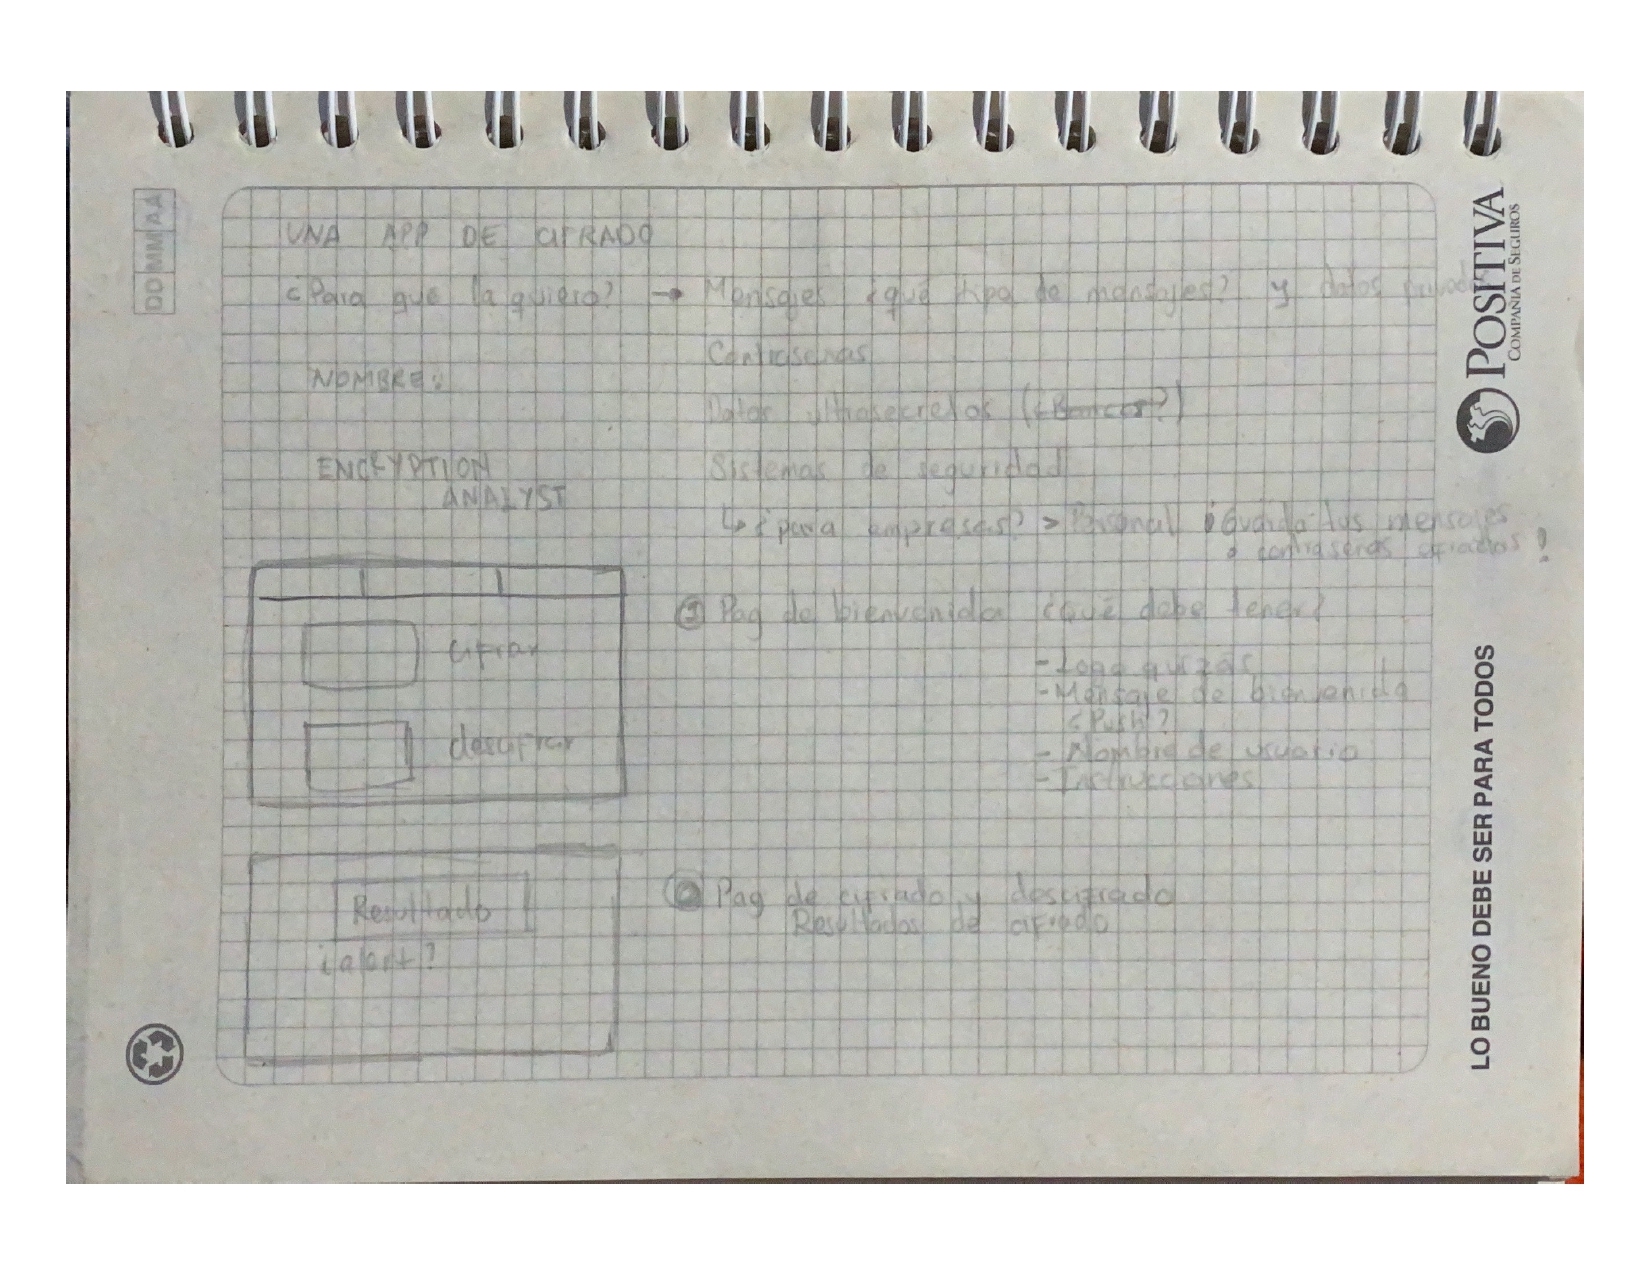 DD MM AA
UNA APP DE CIFRADO
¿Para que la quiero? → Mensajes ¿qué tipo de mensajes? y datos privados
Contraseñas
NOMBRE:
Datos ultrasecretos (¿Bancos?)
ENCRYPTION
ANALYST
Sistemas de seguridad
↳ ¿para empresas? > Personal ¡Guarda tus mensajes
o contraseñas cifradas!
cifrar
descifrar
① Pag de bienvenida ¿qué debe tener?
- Logo quizás
- Mensaje de bienvenida
¿Push?
- Nombre de usuario
- Instrucciones
Resultado
¿alert?
② Pag de cifrado y descifrado
Resultados de cifrado
POSITIVA
COMPAÑÍA DE SEGUROS
LO BUENO DEBE SER PARA TODOS